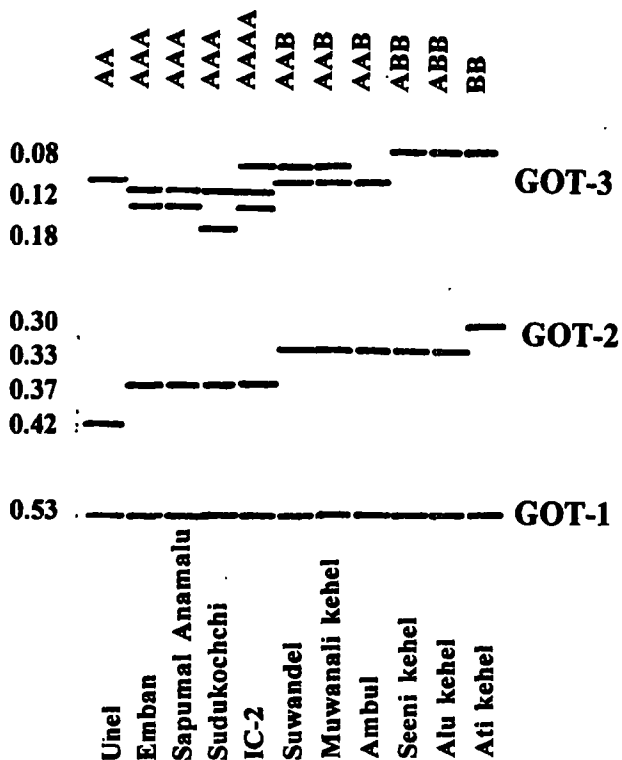 AA
AAA
AAA
AAA
AAAA
AAB
AAB
AAB
ABB
ABB
BB
0.08
0.12
0.18
GOT-3
0.30
0.33
0.37
0.42
GOT-2
0.53
GOT-1
Unel
Emban
Sapumal Anamalu
Sudukochchi
IC-2
Suwandel
Muwanali kehel
Ambul
Seeni kehel
Alu kehel
Ati kehel